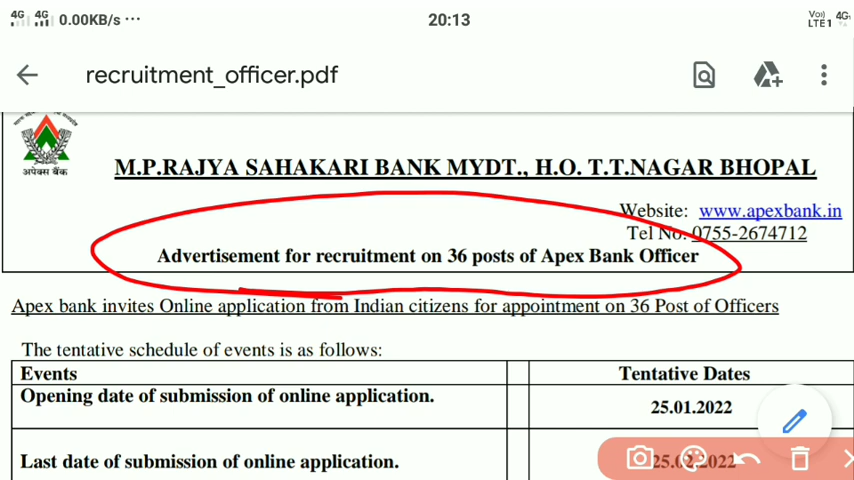 4G 4G 0.00KB/s ··· 20:13 Vo) LTE1 4G
recruitment_officer.pdf
अपेक्स बैंक
M.P.RAJYA SAHAKARI BANK MYDT., H.O. T.T.NAGAR BHOPAL
Website: www.apexbank.in
Tel No: 0755-2674712
Advertisement for recruitment on 36 posts of Apex Bank Officer
Apex bank invites Online application from Indian citizens for appointment on 36 Post of Officers
The tentative schedule of events is as follows:
Events Tentative Dates
Opening date of submission of online application. 25.01.2022
Last date of submission of online application. 25.02.2022